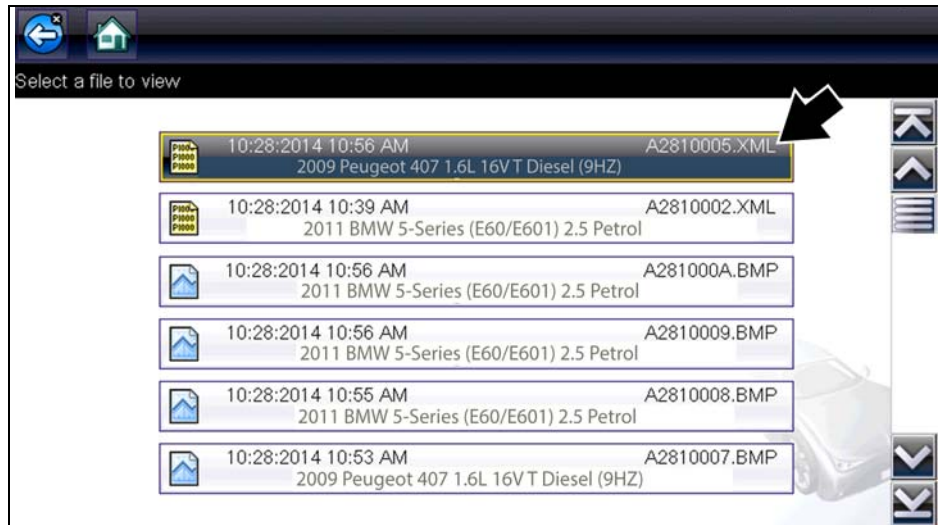 Select a file to view
10:28:2014 10:56 AM A2810005.XML
2009 Peugeot 407 1.6L 16V T Diesel (9HZ)
10:28:2014 10:39 AM A2810002.XML
2011 BMW 5-Series (E60/E601) 2.5 Petrol
10:28:2014 10:56 AM A281000A.BMP
2011 BMW 5-Series (E60/E601) 2.5 Petrol
10:28:2014 10:56 AM A2810009.BMP
2011 BMW 5-Series (E60/E601) 2.5 Petrol
10:28:2014 10:55 AM A2810008.BMP
2011 BMW 5-Series (E60/E601) 2.5 Petrol
10:28:2014 10:53 AM A2810007.BMP
2009 Peugeot 407 1.6L 16V T Diesel (9HZ)